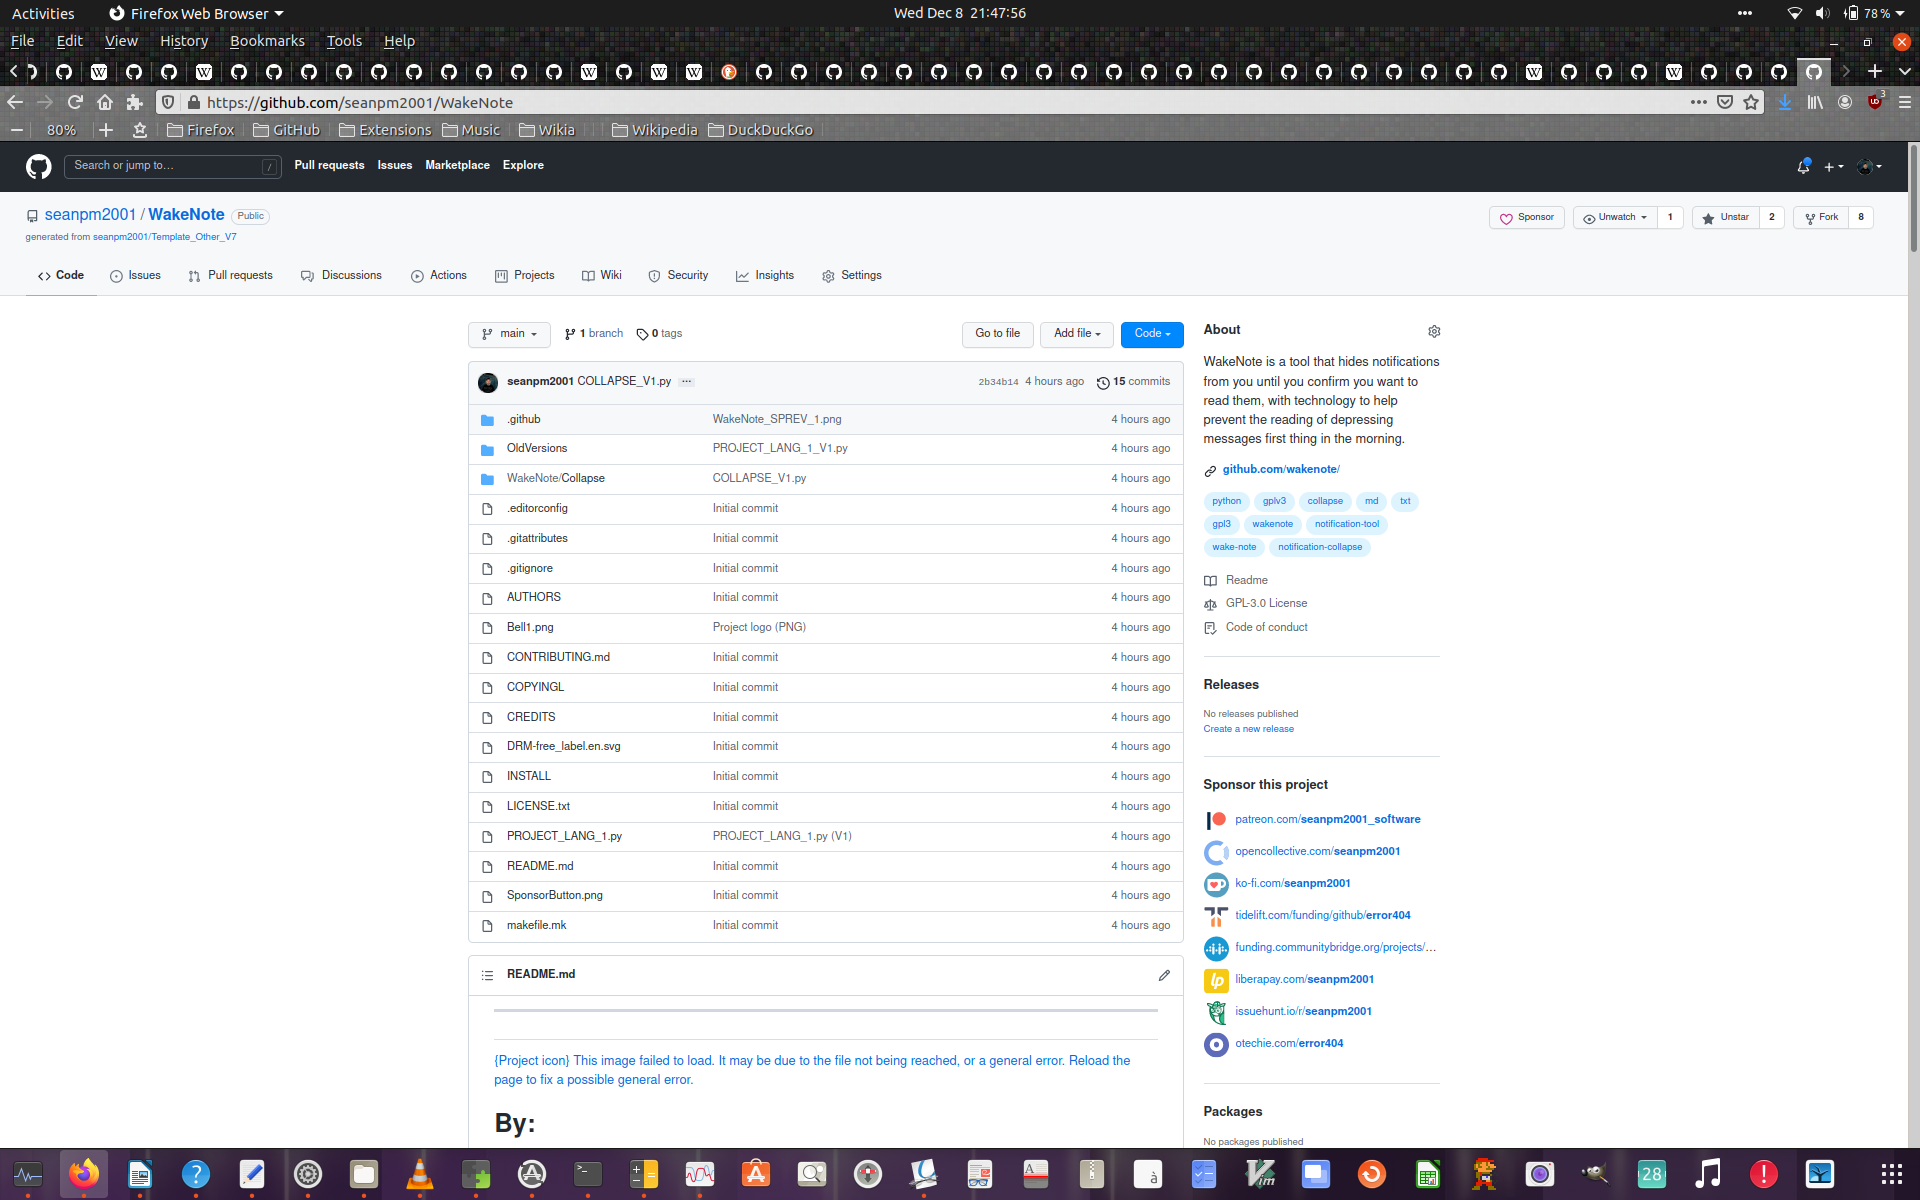 Activities Firefox Web Browser Wed Dec 8 21:47:56 78 %
File Edit View History Bookmarks Tools Help
https://github.com/seanpm2001/WakeNote 3
80% Firefox GitHub Extensions Music Wikia Wikipedia DuckDuckGo
Search or jump to… / Pull requests Issues Marketplace Explore
seanpm2001 / WakeNote Public Sponsor Unwatch 1 Unstar 2 Fork 8
generated from seanpm2001/Template_Other_V7
Code Issues Pull requests Discussions Actions Projects Wiki Security Insights Settings
main 1 branch 0 tags Go to file Add file Code
seanpm2001 COLLAPSE_V1.py ... 2b34b14 4 hours ago 15 commits
.github WakeNote_SPREV_1.png 4 hours ago
OldVersions PROJECT_LANG_1_V1.py 4 hours ago
WakeNote/Collapse COLLAPSE_V1.py 4 hours ago
.editorconfig Initial commit 4 hours ago
.gitattributes Initial commit 4 hours ago
.gitignore Initial commit 4 hours ago
AUTHORS Initial commit 4 hours ago
Bell1.png Project logo (PNG) 4 hours ago
CONTRIBUTING.md Initial commit 4 hours ago
COPYINGL Initial commit 4 hours ago
CREDITS Initial commit 4 hours ago
DRM-free_label.en.svg Initial commit 4 hours ago
INSTALL Initial commit 4 hours ago
LICENSE.txt Initial commit 4 hours ago
PROJECT_LANG_1.py PROJECT_LANG_1.py (V1) 4 hours ago
README.md Initial commit 4 hours ago
SponsorButton.png Initial commit 4 hours ago
makefile.mk Initial commit 4 hours ago
README.md
{Project icon} This image failed to load. It may be due to the file not being reached, or a general error. Reload the
page to fix a possible general error.
By:
About
WakeNote is a tool that hides notifications
from you until you confirm you want to
read them, with technology to help
prevent the reading of depressing
messages first thing in the morning.
github.com/wakenote/
python gplv3 collapse md txt
gpl3 wakenote notification-tool
wake-note notification-collapse
Readme
GPL-3.0 License
Code of conduct
Releases
No releases published
Create a new release
Sponsor this project
patreon.com/seanpm2001_software
opencollective.com/seanpm2001
ko-fi.com/seanpm2001
tidelift.com/funding/github/error404
funding.communitybridge.org/projects/…
liberapay.com/seanpm2001
issuehunt.io/r/seanpm2001
otechie.com/error404
Packages
No packages published
28